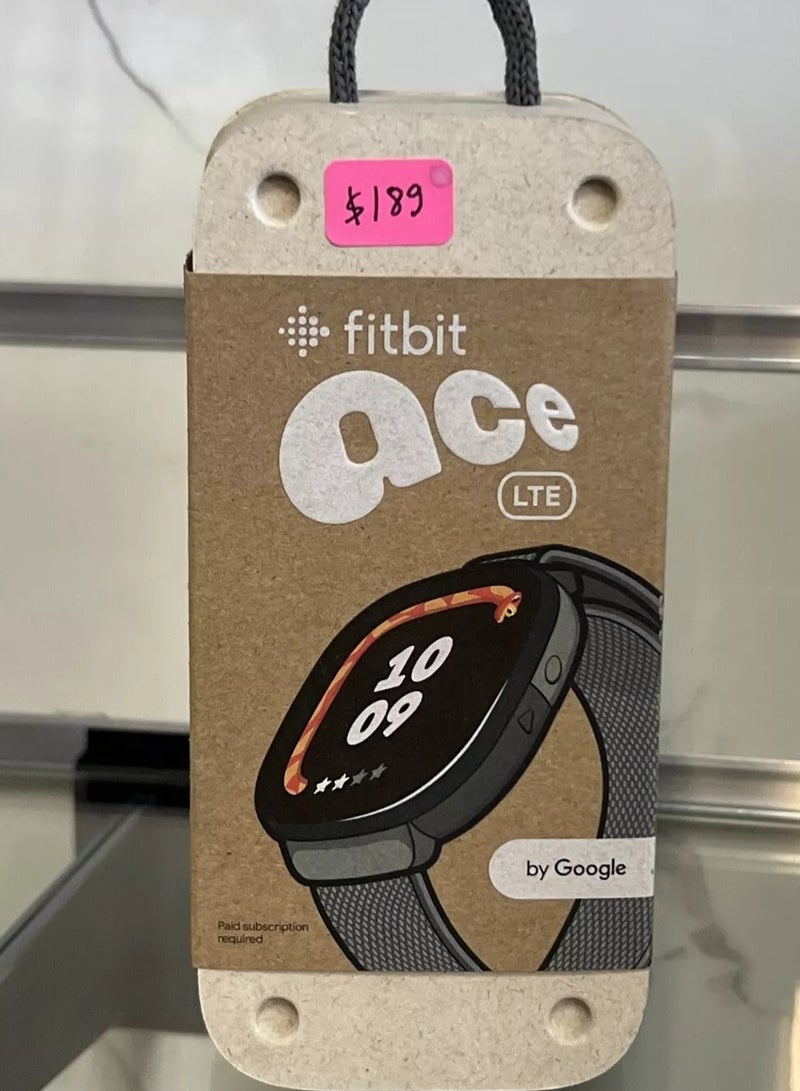 $189
fitbit
ace
LTE
10
09
by Google
Paid subscription
required